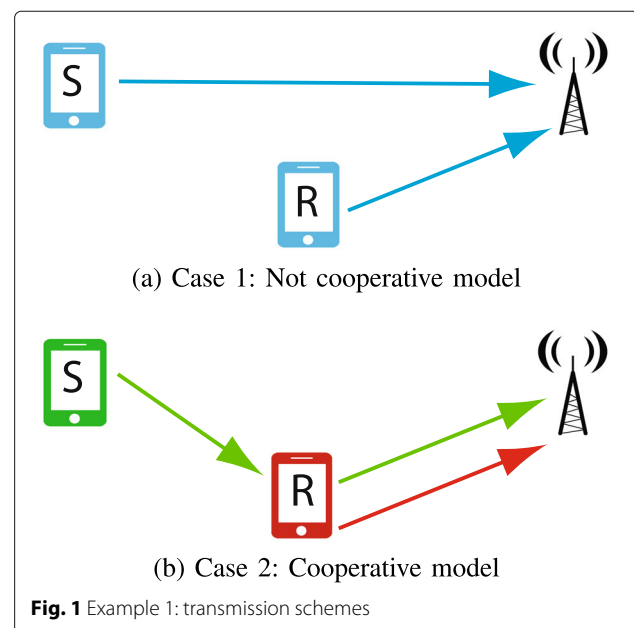 S
R
(a) Case 1: Not cooperative model
S
R
(b) Case 2: Cooperative model
Fig. 1 Example 1: transmission schemes